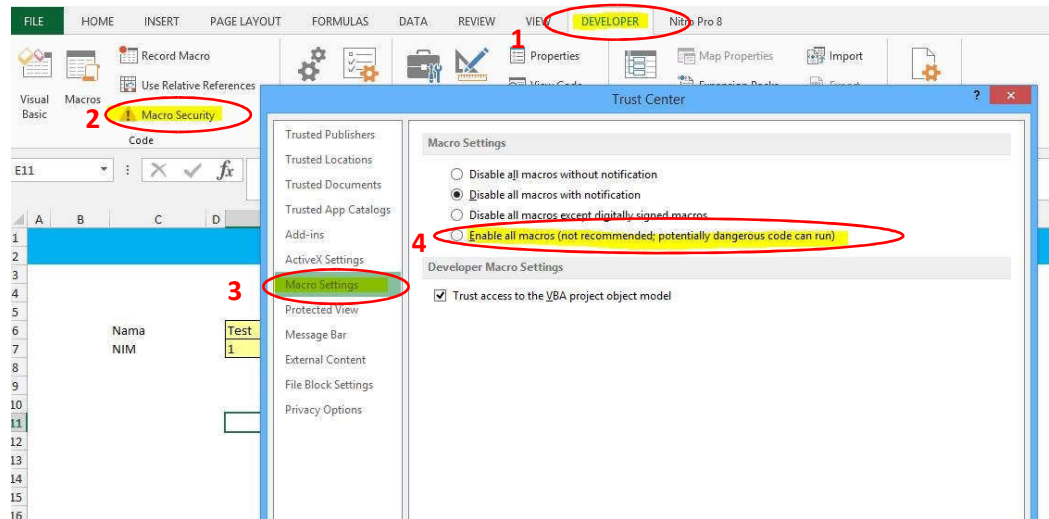 FILE HOME INSERT PAGE LAYOUT FORMULAS DATA REVIEW VIEW DEVELOPER Nitro Pro 8
1
Record Macro Properties Map Properties Import
Use Relative References View Code Expansion Packs Export
Visual Basic Macros
2 Macro Security
Code
Trust Center ?
E11 fx
A B C D
1
2
3
4
5
6 Nama Test
7 NIM 1
8
9
10
11
12
13
14
15
16
Trusted Publishers
Trusted Locations
Trusted Documents
Trusted App Catalogs
Add-ins
ActiveX Settings
3 Macro Settings
Protected View
Message Bar
External Content
File Block Settings
Privacy Options
Macro Settings
Disable all macros without notification
Disable all macros with notification
Disable all macros except digitally signed macros
4 Enable all macros (not recommended; potentially dangerous code can run)
Developer Macro Settings
Trust access to the VBA project object model